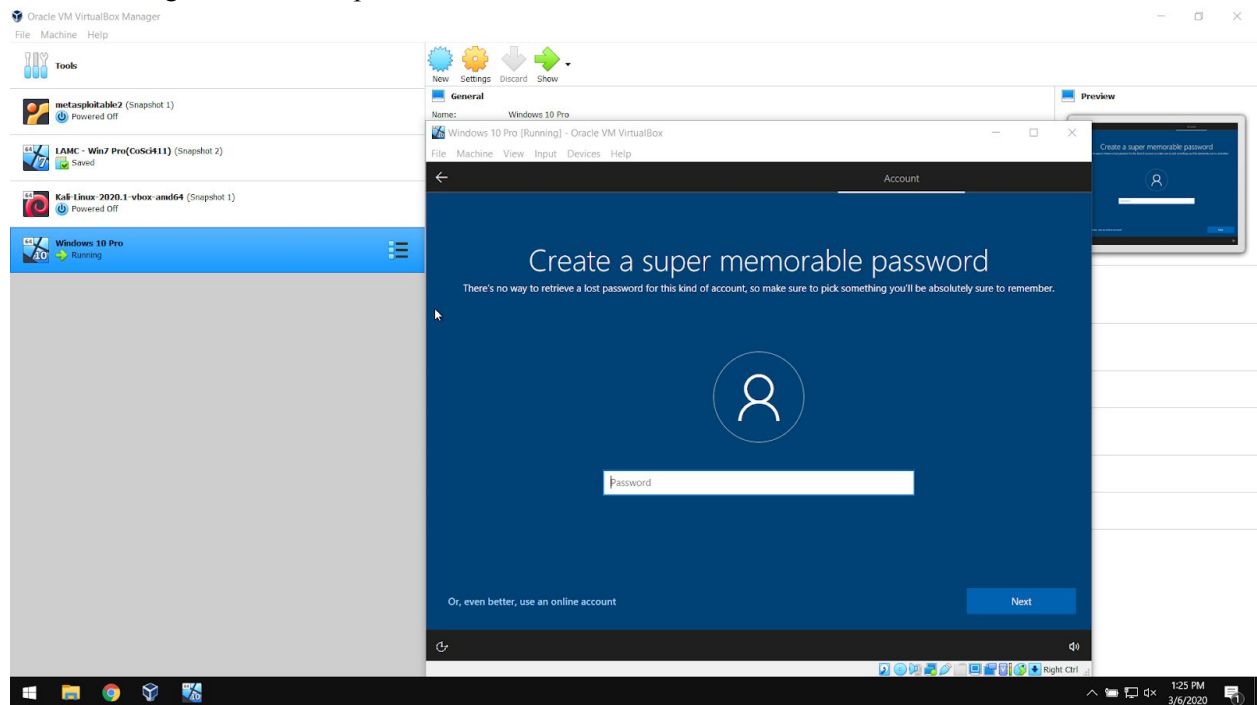 Oracle VM VirtualBox Manager
File Machine Help
Tools
New Settings Discard Show
metasploitable2 (Snapshot 1)
Powered Off
LAMC - Win7 Pro(CoSci411) (Snapshot 2)
Saved
Kali-Linux-2020.1-vbox-amd64 (Snapshot 1)
Powered Off
Windows 10 Pro
Running
General
Name: Windows 10 Pro
Preview
Create a super memorable password
Windows 10 Pro [Running] - Oracle VM VirtualBox
File Machine View Input Devices Help
Account
Create a super memorable password
There's no way to retrieve a lost password for this kind of account, so make sure to pick something you'll be absolutely sure to remember.
Password
Or, even better, use an online account
Next
Right Ctrl
1:25 PM
3/6/2020